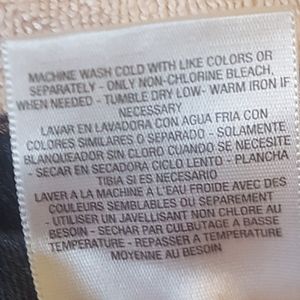 MACHINE WASH COLD WITH LIKE COLORS OR
SEPARATELY - ONLY NON-CHLORINE BLEACH,
WHEN NEEDED - TUMBLE DRY LOW- WARM IRON IF
NECESSARY
LAVAR EN LAVADORA CON AGUA FRIA CON
COLORES SIMILARES O SEPARADO - SOLAMENTE
BLANQUEADOR SIN CLORO CUANDO SE NECESITE
- SECAR EN SECADORA CICLO LENTO - PLANCHA
TIBIA SI ES NECESARIO
LAVER A LA MACHINE A L'EAU FROIDE AVEC DES
COULEURS SEMBLABLES OU SEPAREMENT
- UTILISER UN JAVELLISANT NON CHLORE AU
BESOIN - SECHAR PAR CULBUTAGE A BASSE
TEMPERATURE - REPASSER A TEMPERATURE
MOYENNE AU BESOIN